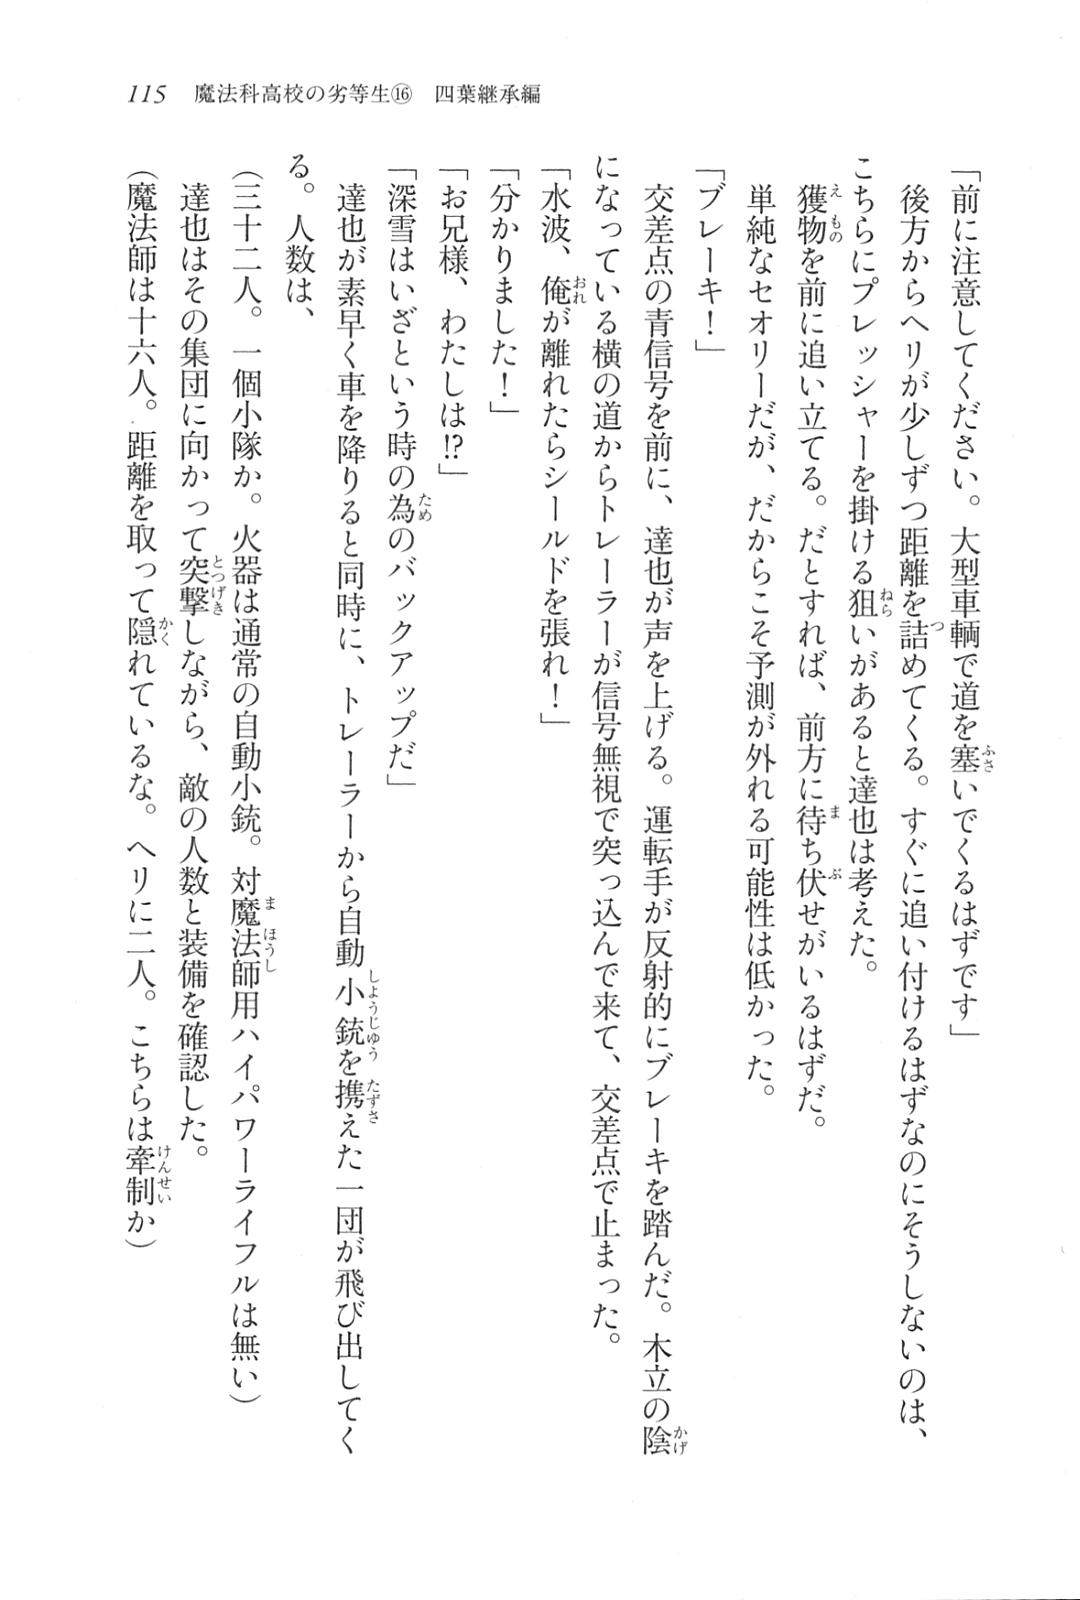 115　魔法科高校の劣等生⑯　四葉継承編
「前に注意してください。大型車輌で道を塞いでくるはずです」
　後方からヘリが少しずつ距離を詰めてくる。すぐに追い付けるはずなのにそうしないのは、
こちらにプレッシャーを掛ける狙いがあると達也は考えた。
　獲物を前に追い立てる。だとすれば、前方に待ち伏せがいるはずだ。
　単純なセオリーだが、だからこそ予測が外れる可能性は低かった。
「ブレーキ！」
　交差点の青信号を前に、達也が声を上げる。運転手が反射的にブレーキを踏んだ。木立の陰
になっている横の道からトレーラーが信号無視で突っ込んで来て、交差点で止まった。
「水波、俺が離れたらシールドを張れ！」
「分かりました！」
「お兄様、わたしは!?」
「深雪はいざという時の為のバックアップだ」
　達也が素早く車を降りると同時に、トレーラーから自動小銃を携えた一団が飛び出してく
る。人数は、
（三十二人。一個小隊か。火器は通常の自動小銃。対魔法師用ハイパワーライフルは無い）
　達也はその集団に向かって突撃しながら、敵の人数と装備を確認した。
（魔法師は十六人。距離を取って隠れているな。ヘリに二人。こちらは牽制か）